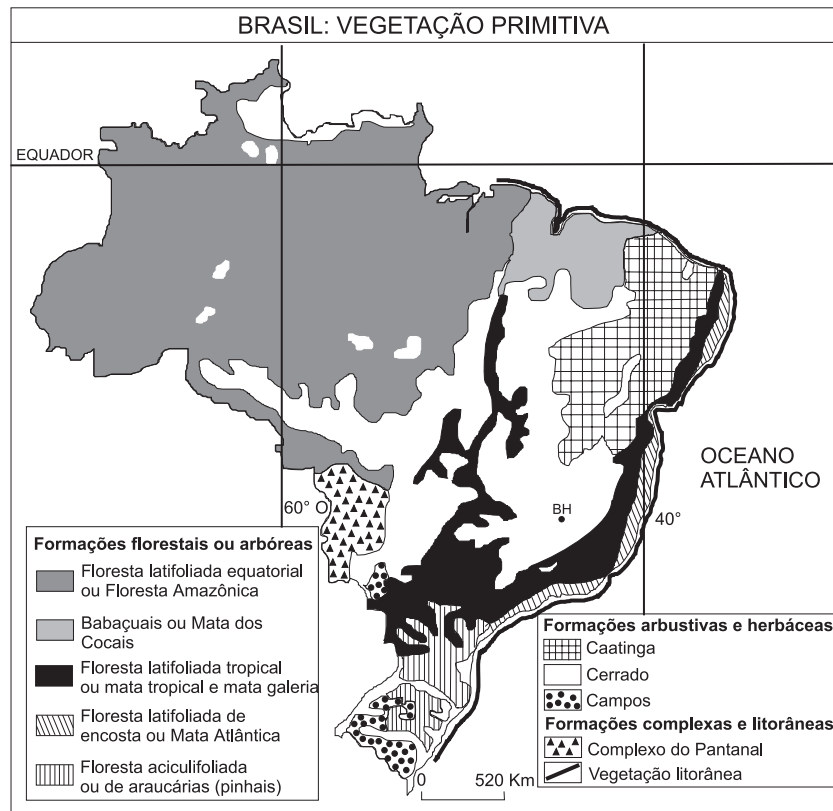 BRASIL: VEGETAÇÃO PRIMITIVA
EQUADOR
OCEANO
ATLÂNTICO
BH
60° O
40°
Formações florestais ou arbóreas
Floresta latifoliada equatorial
ou Floresta Amazônica
Babaçuais ou Mata dos
Cocais
Floresta latifoliada tropical
ou mata tropical e mata galeria
Floresta latifoliada de
encosta ou Mata Atlântica
Floresta aciculifoliada
ou de araucárias (pinhais)
Formações arbustivas e herbáceas
Caatinga
Cerrado
Campos
Formações complexas e litorâneas
Complexo do Pantanal
Vegetação litorânea
0 520 Km